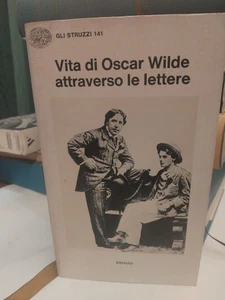 GLI STRUZZI 141
Vita di Oscar Wilde
attraverso le lettere
EINAUDI